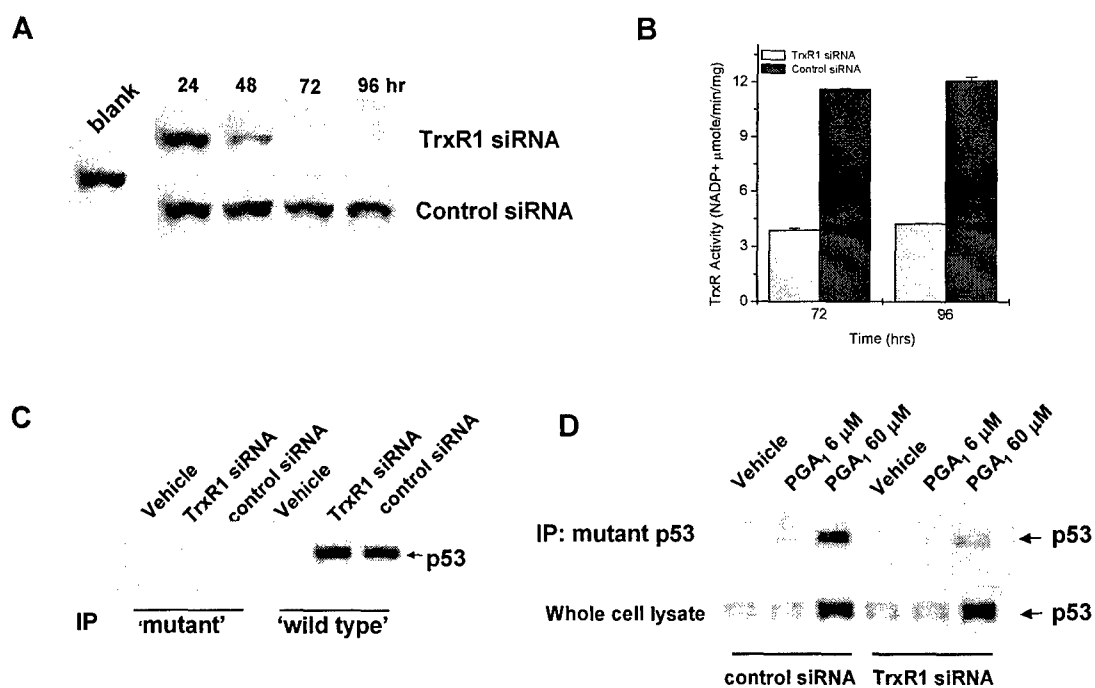 A
blank
24 48 72 96 hr
TrxR1 siRNA
Control siRNA
B
TrxR1 siRNA
Control siRNA
12
9
6
3
0
TrxR Activity (NADP+ μmole/min/mg)
72 96
Time (hrs)
C
Vehicle
TrxR1 siRNA
control siRNA
Vehicle
TrxR1 siRNA
control siRNA
←p53
IP
'mutant' 'wild type'
D
Vehicle
PGA₁ 6 μM
PGA₁ 60 μM
Vehicle
PGA₁ 6 μM
PGA₁ 60 μM
IP: mutant p53
← p53
Whole cell lysate
← p53
control siRNA TrxR1 siRNA